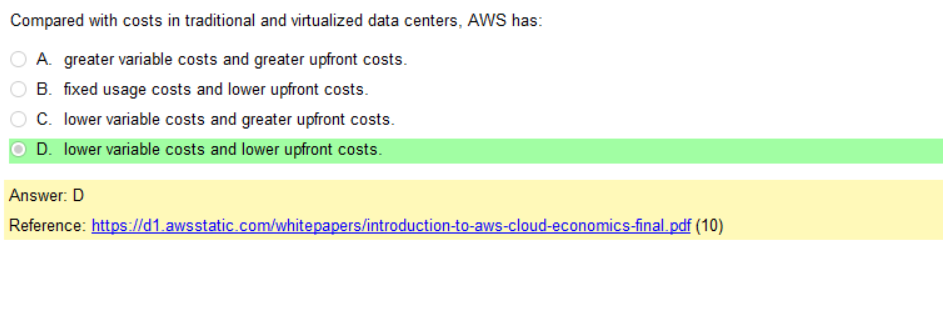 Compared with costs in traditional and virtualized data centers, AWS has:
A. greater variable costs and greater upfront costs.
B. fixed usage costs and lower upfront costs.
C. lower variable costs and greater upfront costs.
D. lower variable costs and lower upfront costs.
Answer: D
Reference: https://d1.awsstatic.com/whitepapers/introduction-to-aws-cloud-economics-final.pdf (10)